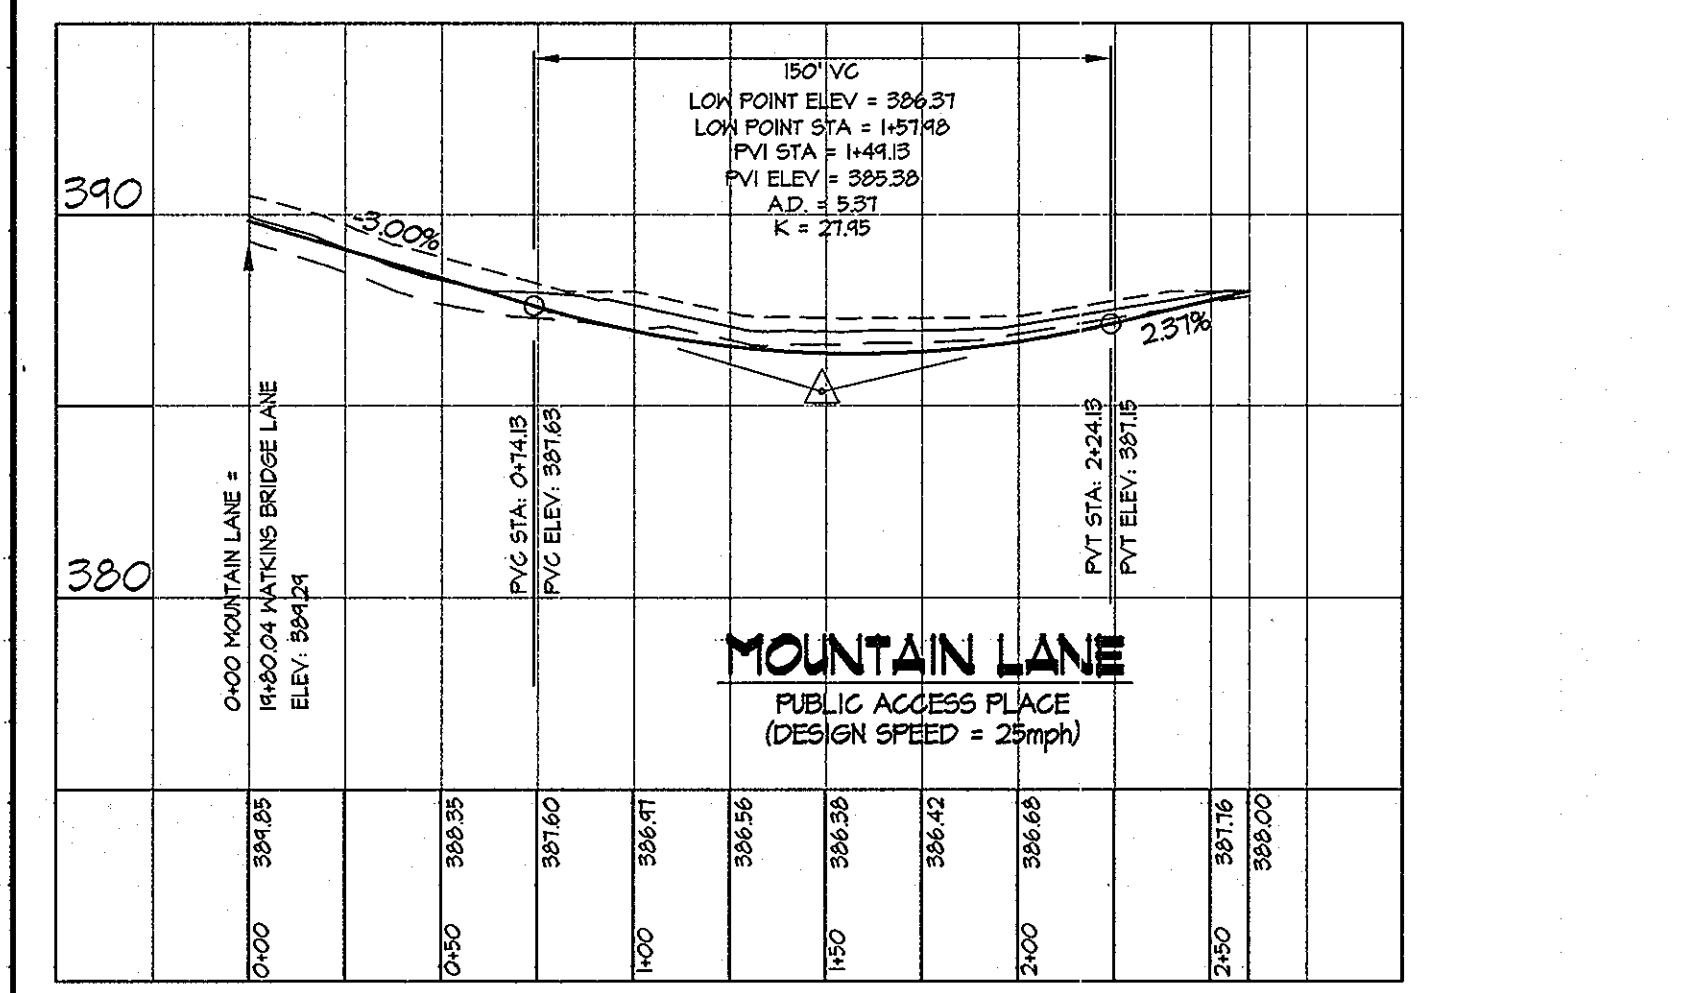 150' VC
LOW POINT ELEV = 386.37
LOW POINT STA = 1+57.98
PVI STA = 1+49.13
PVI ELEV = 385.38
A.D. = 5.37
K = 27.95
390
-3.00%
2.37%
380
0+00 MOUNTAIN LANE =
19+80.04 WATKINS BRIDGE LANE
ELEV: 389.29
PVC STA: 0+74.13
PVC ELEV: 387.63
PVT STA: 2+24.13
PVT ELEV: 387.15
MOUNTAIN LANE
PUBLIC ACCESS PLACE
(DESIGN SPEED = 25mph)
389.85
388.35
387.60
386.97
386.56
386.38
386.42
386.68
387.76
388.00
0+00
0+50
1+00
1+50
2+00
2+50